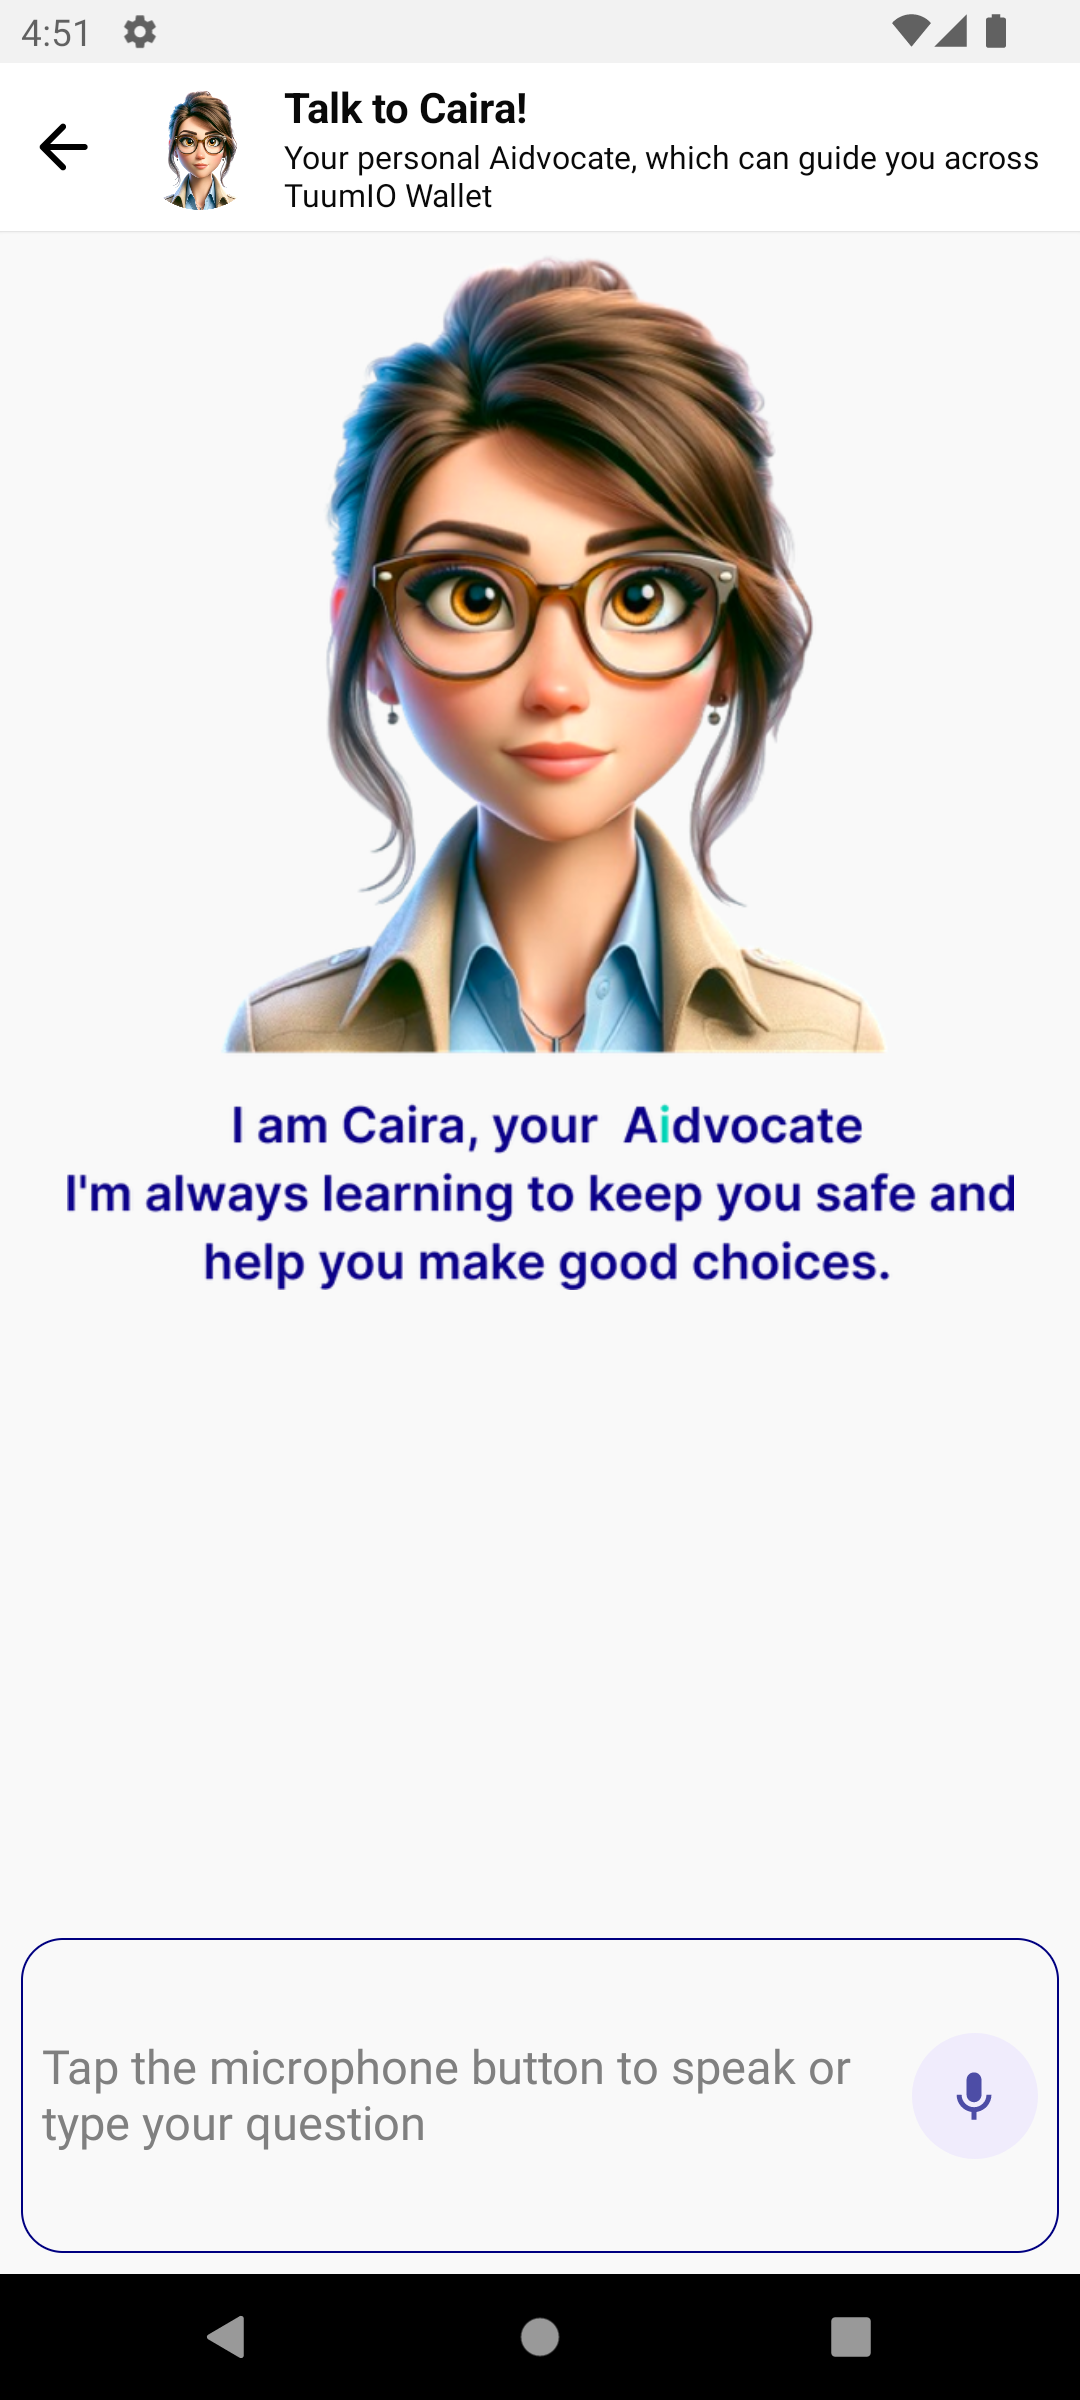 4:51
Talk to Caira!
Your personal Aidvocate, which can guide you across
TuumIO Wallet
I am Caira, your Aidvocate
I'm always learning to keep you safe and
help you make good choices.
Tap the microphone button to speak or
type your question